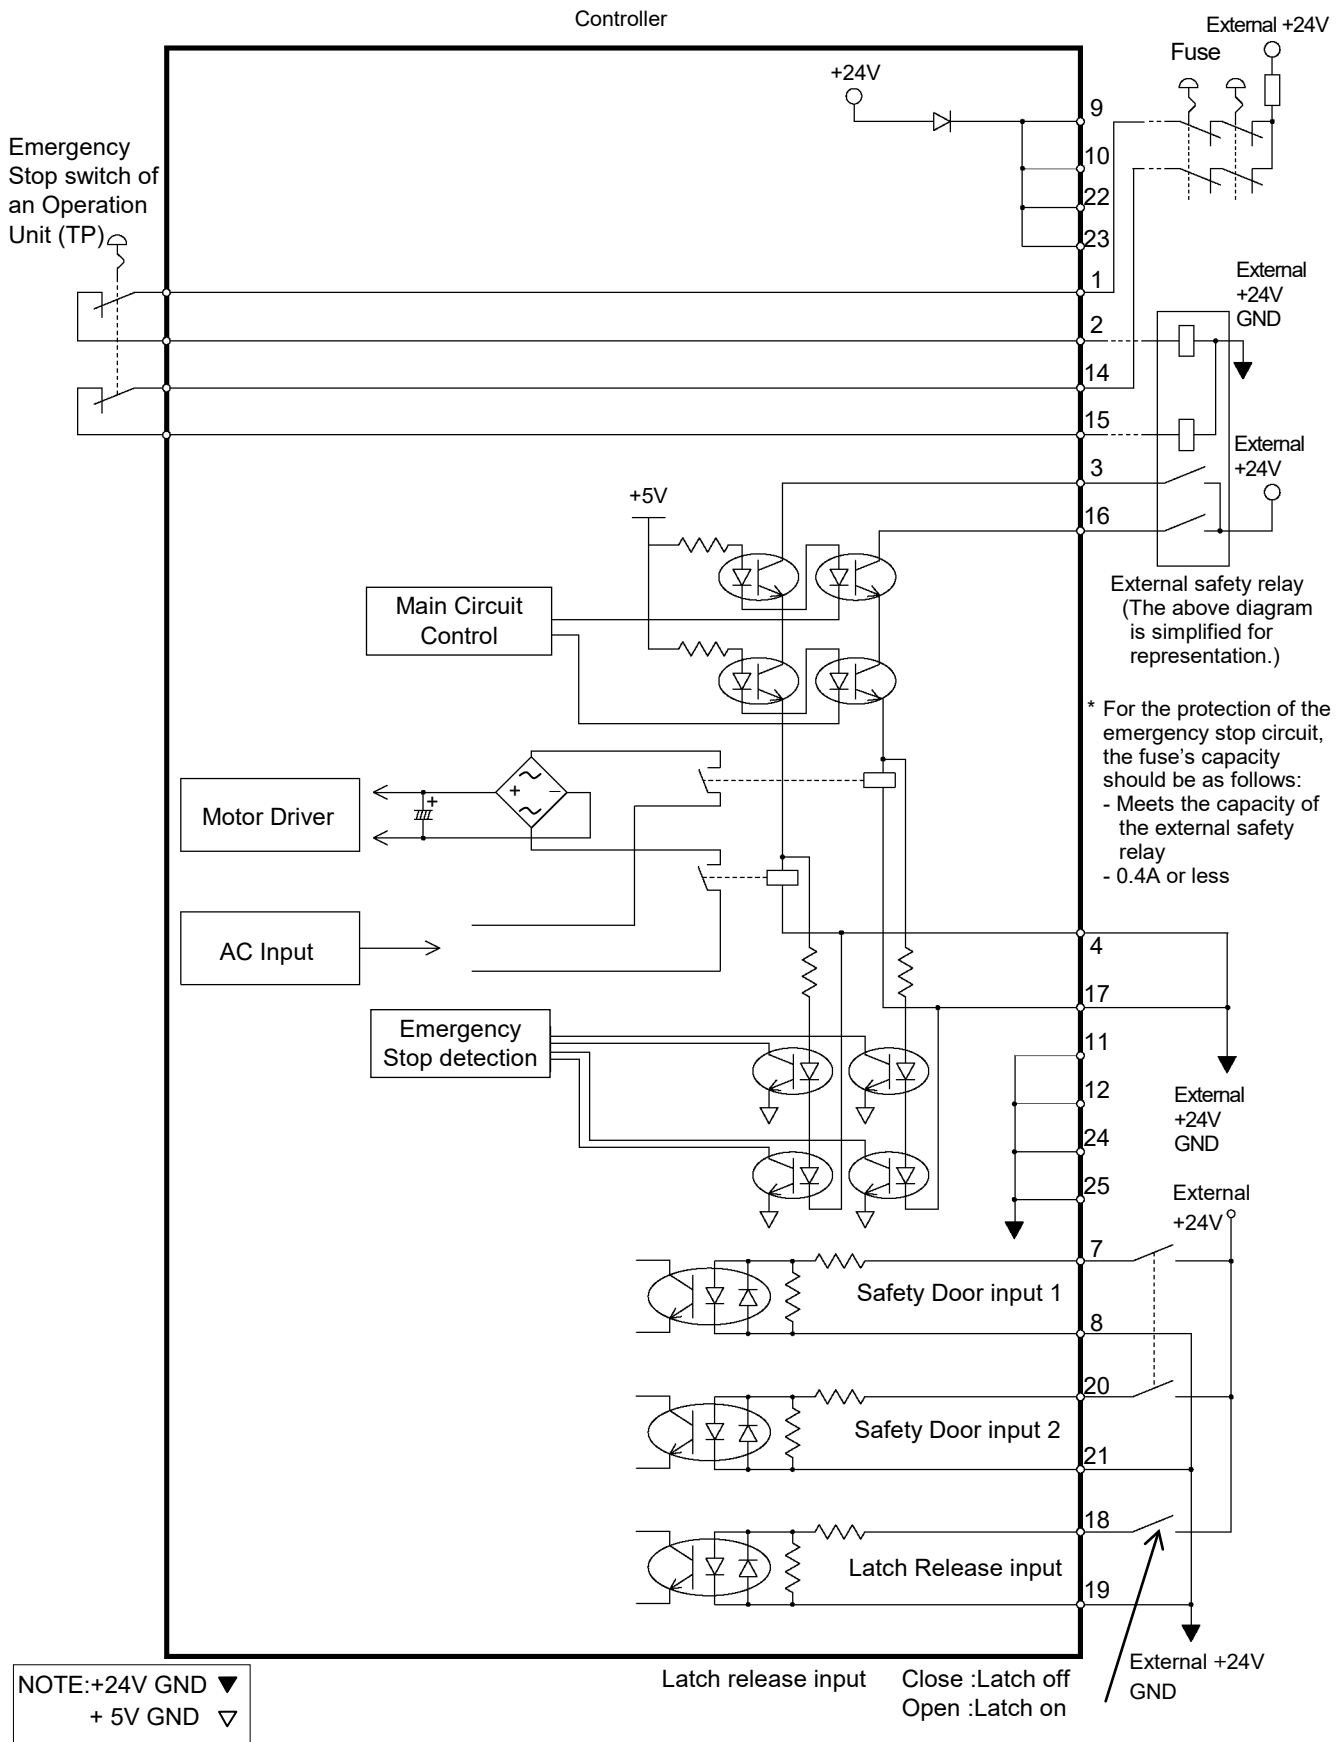 Controller
External +24V
Fuse
+24V
9
10
22
23
Emergency
Stop switch of
an Operation
Unit (TP)
1
2
14
15
3
16
External
+24V
GND
External
+24V
+5V
Main Circuit
Control
External safety relay
(The above diagram
is simplified for
representation.)
* For the protection of the
emergency stop circuit,
the fuse's capacity
should be as follows:
- Meets the capacity of
the external safety
relay
- 0.4A or less
Motor Driver
+
+ −
AC Input
4
17
11
12
24
25
Emergency
Stop detection
External
+24V
GND
External
+24V
7
Safety Door input 1
8
20
Safety Door input 2
21
18
Latch Release input
19
External +24V
GND
Latch release input Close :Latch off
Open :Latch on
NOTE:+24V GND ▼
+ 5V GND ▽